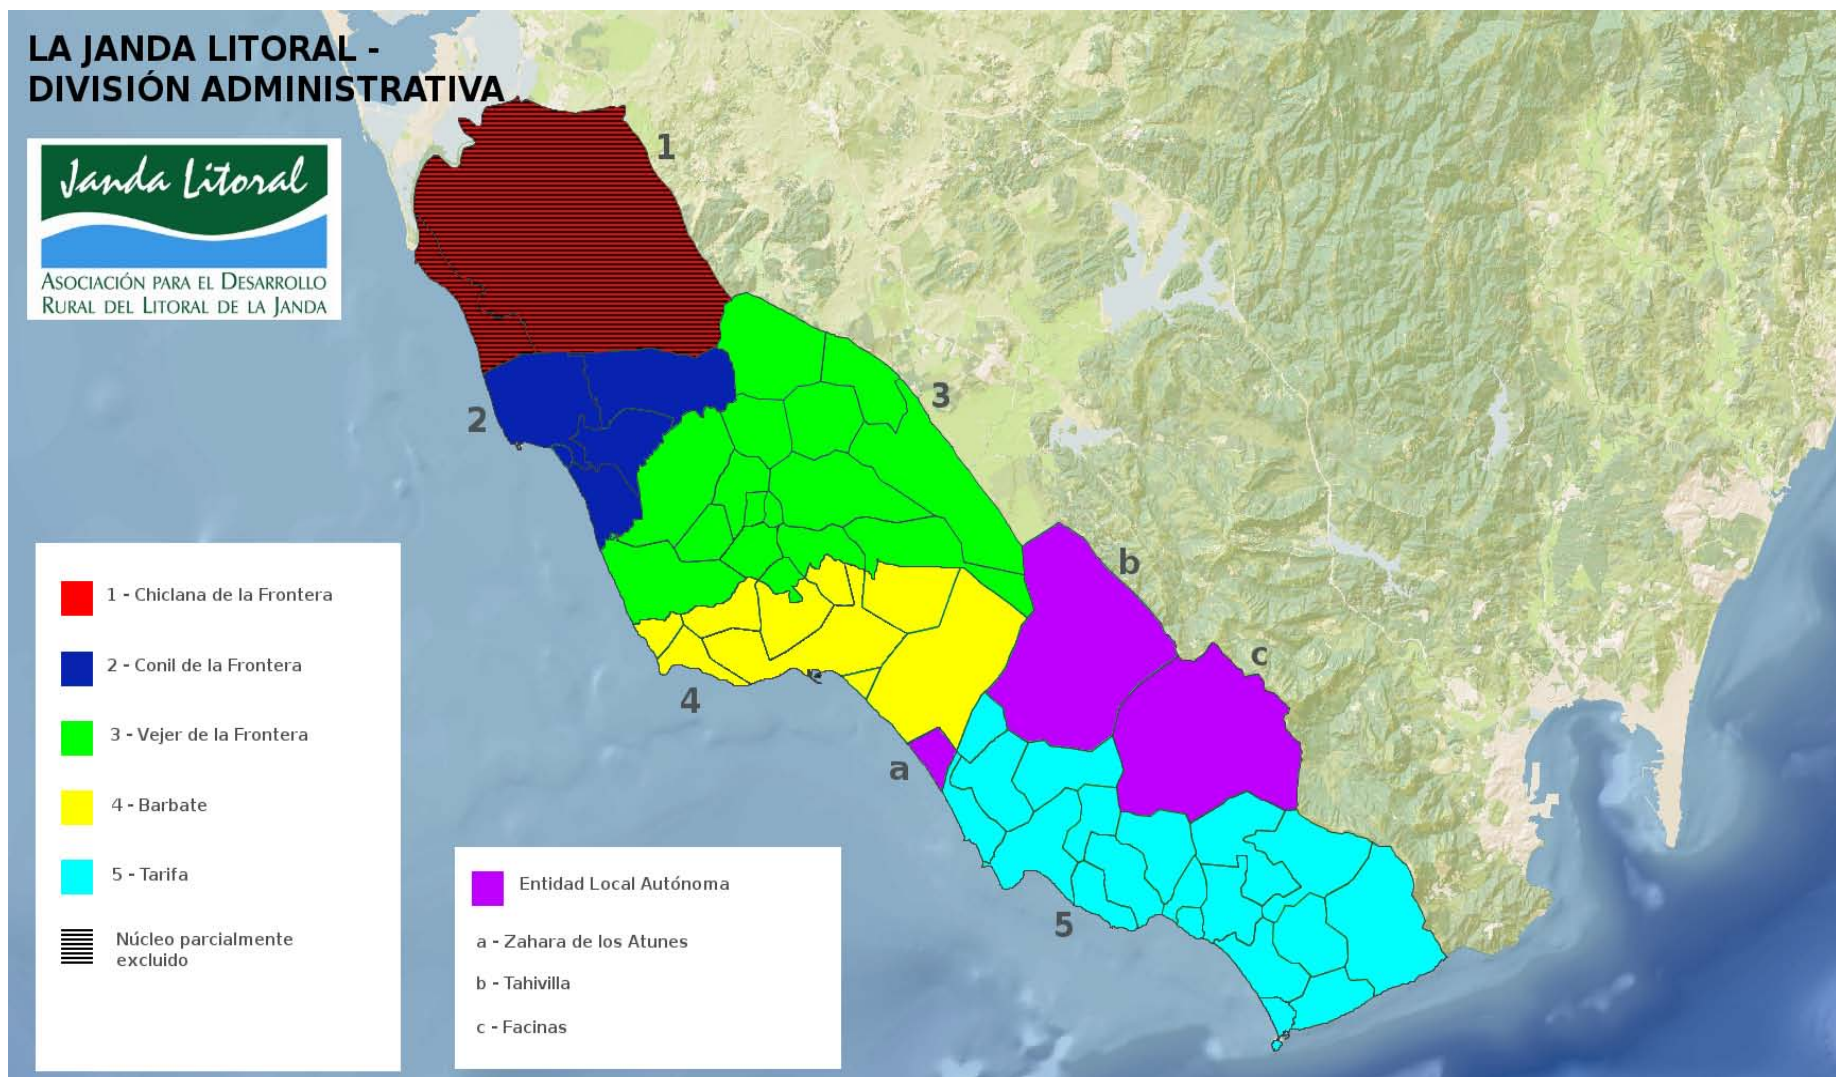 LA JANDA LITORAL -
DIVISIÓN ADMINISTRATIVA
Janda Litoral
ASOCIACIÓN PARA EL DESARROLLO
RURAL DEL LITORAL DE LA JANDA
1
2
3
4
5
a
b
c
1 - Chiclana de la Frontera
2 - Conil de la Frontera
3 - Vejer de la Frontera
4 - Barbate
5 - Tarifa
Núcleo parcialmente
excluido
Entidad Local Autónoma
a - Zahara de los Atunes
b - Tahivilla
c - Facinas